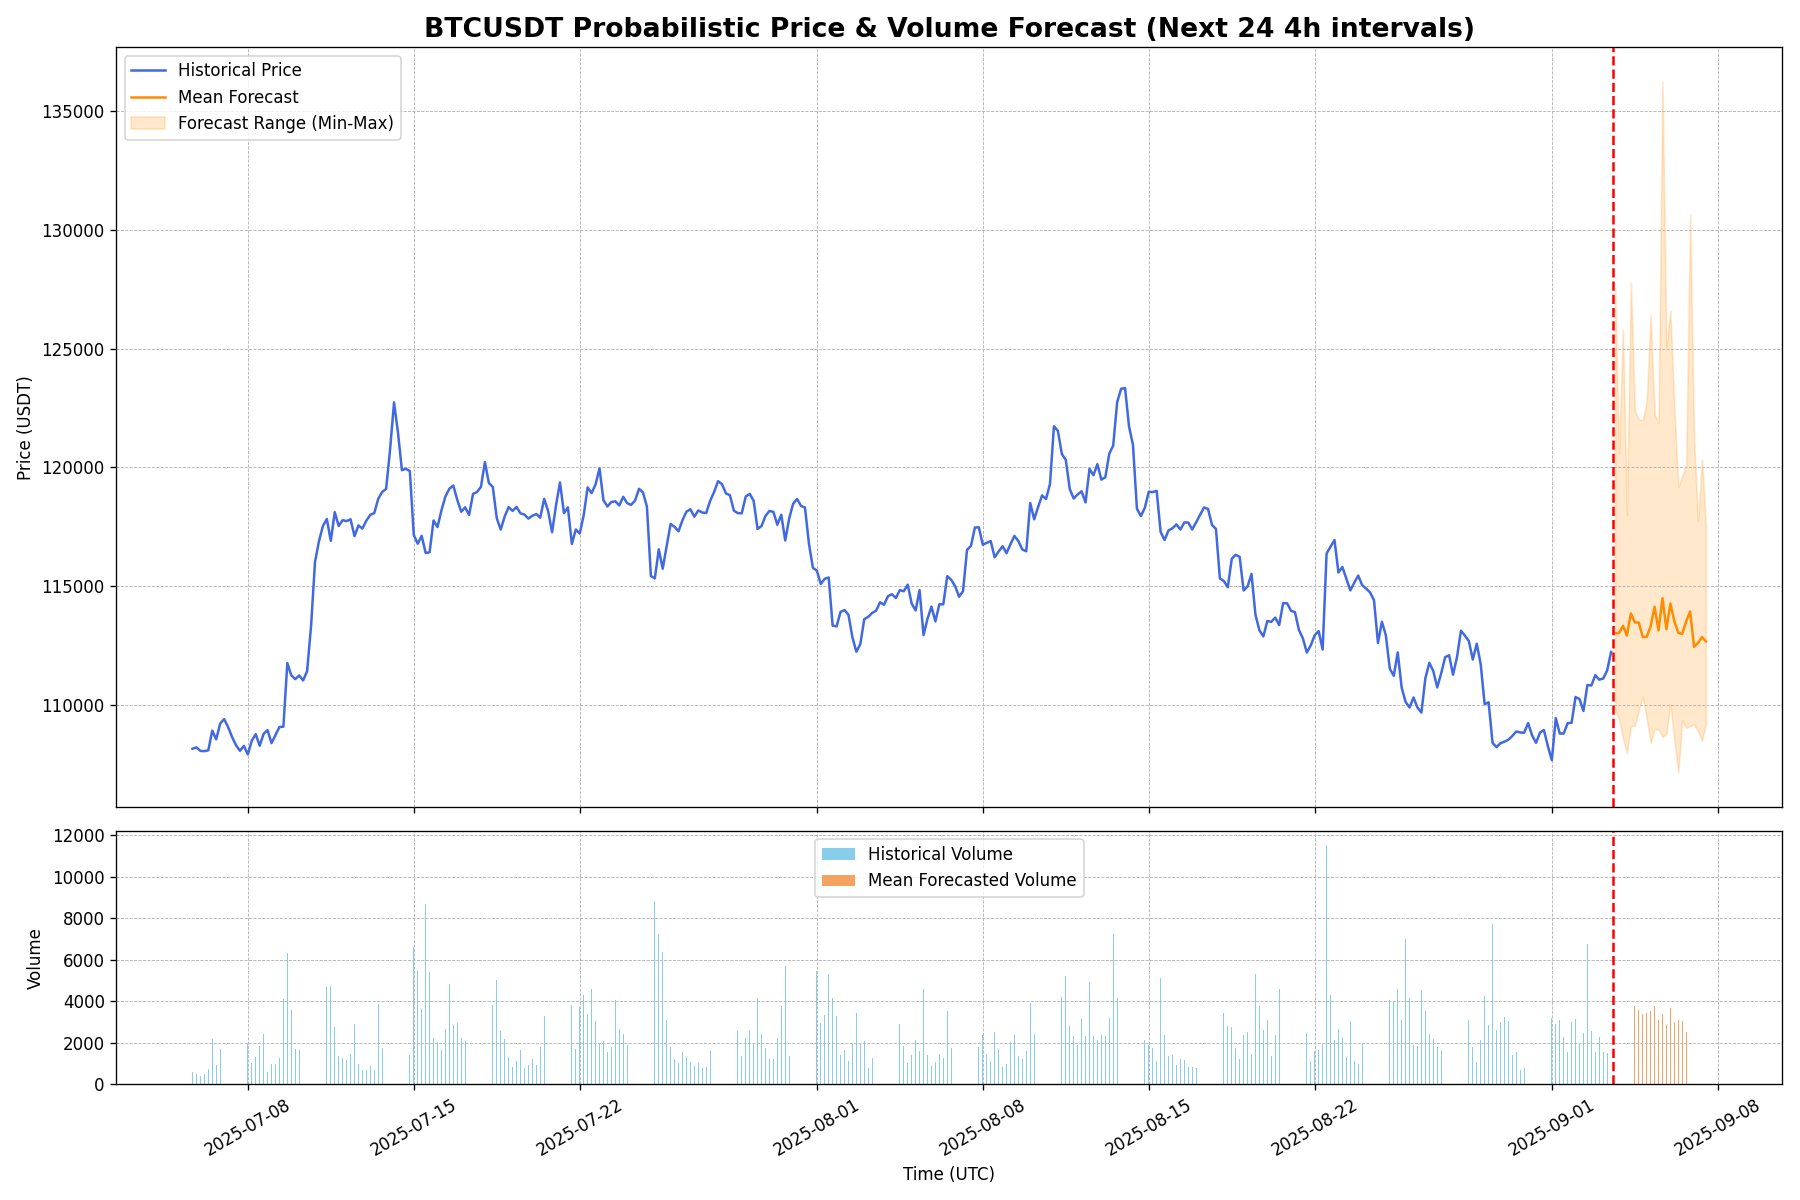 BTCUSDT Probabilistic Price & Volume Forecast (Next 24 4h intervals)
Historical Price
Mean Forecast
Forecast Range (Min-Max)
135000
130000
125000
120000
115000
110000
Price (USDT)
Historical Volume
Mean Forecasted Volume
12000
10000
8000
6000
4000
2000
0
Volume
2025-07-08
2025-07-15
2025-07-22
2025-08-01
2025-08-08
2025-08-15
2025-08-22
2025-09-01
2025-09-08
Time (UTC)